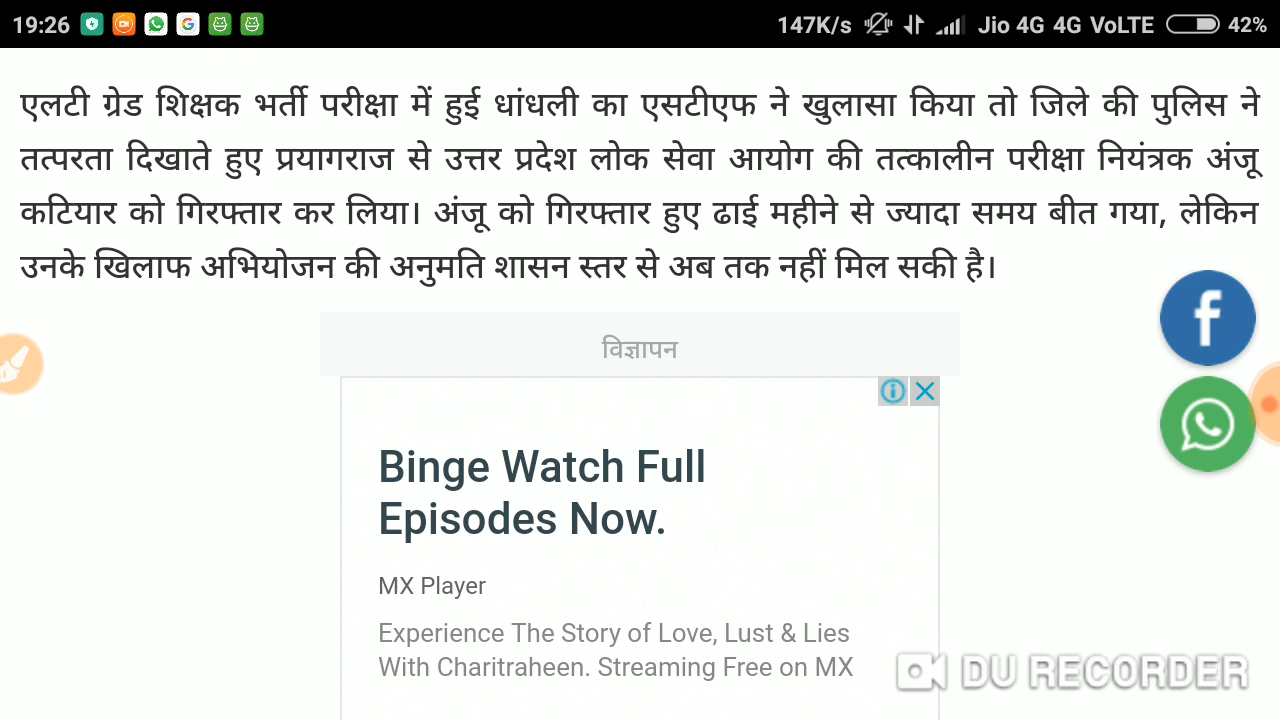 19:26 147K/s Jio 4G 4G VoLTE 42%
एलटी ग्रेड शिक्षक भर्ती परीक्षा में हुई धांधली का एसटीएफ ने खुलासा किया तो जिले की पुलिस ने
तत्परता दिखाते हुए प्रयागराज से उत्तर प्रदेश लोक सेवा आयोग की तत्कालीन परीक्षा नियंत्रक अंजू
कटियार को गिरफ्तार कर लिया। अंजू को गिरफ्तार हुए ढाई महीने से ज्यादा समय बीत गया, लेकिन
उनके खिलाफ अभियोजन की अनुमति शासन स्तर से अब तक नहीं मिल सकी है।
विज्ञापन
Binge Watch Full
Episodes Now.
MX Player
Experience The Story of Love, Lust & Lies
With Charitraheen. Streaming Free on MX
DU RECORDER